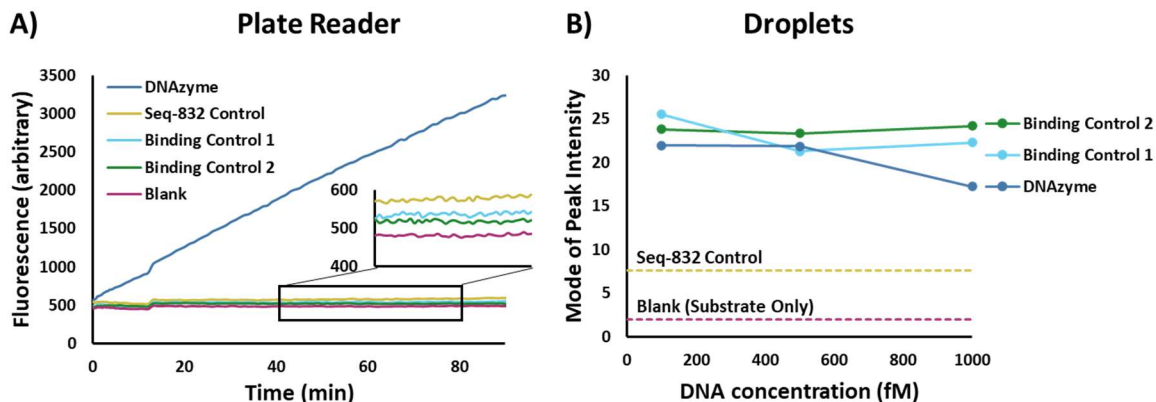 A)
Plate Reader
Fluorescence (arbitrary)
3500
3000
2500
2000
1500
1000
500
0
DNAzyme
Seq-832 Control
Binding Control 1
Binding Control 2
Blank
600
500
400
0
20
40
60
80
Time (min)
B)
Droplets
Mode of Peak Intensity
30
25
20
15
10
5
0
Binding Control 2
Binding Control 1
DNAzyme
Seq-832 Control
Blank (Substrate Only)
0
200
400
600
800
1000
DNA concentration (fM)